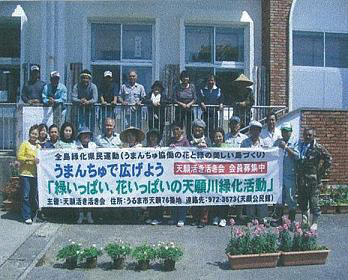 全島緑化県民運動(うまんちゅ協働の花と緑の美しい島づくり)
うまんちゅで広げよう 天願活き活き会 会員募集中
「緑いっぱい、花いっぱいの天願川緑化活動」
主催：天願活き活き会 住所：うるま市天願76番地 連絡先：972-3573(天願公民館)